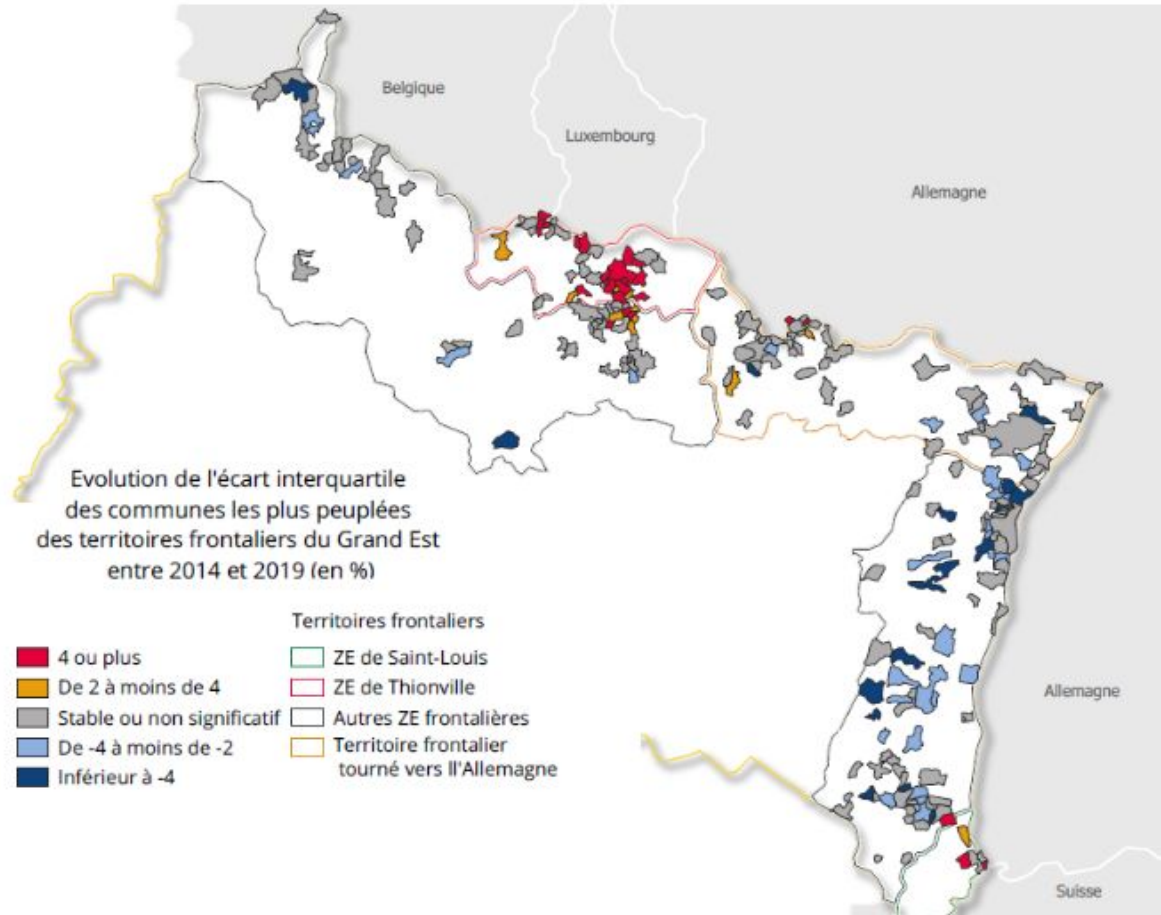 Belgique
Luxembourg
Allemagne
Evolution de l'écart interquartile
des communes les plus peuplées
des territoires frontaliers du Grand Est
entre 2014 et 2019 (en %)
4 ou plus
De 2 à moins de 4
Stable ou non significatif
De -4 à moins de -2
Inférieur à -4
Territoires frontaliers
ZE de Saint-Louis
ZE de Thionville
Autres ZE frontalières
Territoire frontalier
tourné vers ll'Allemagne
Allemagne
Suisse